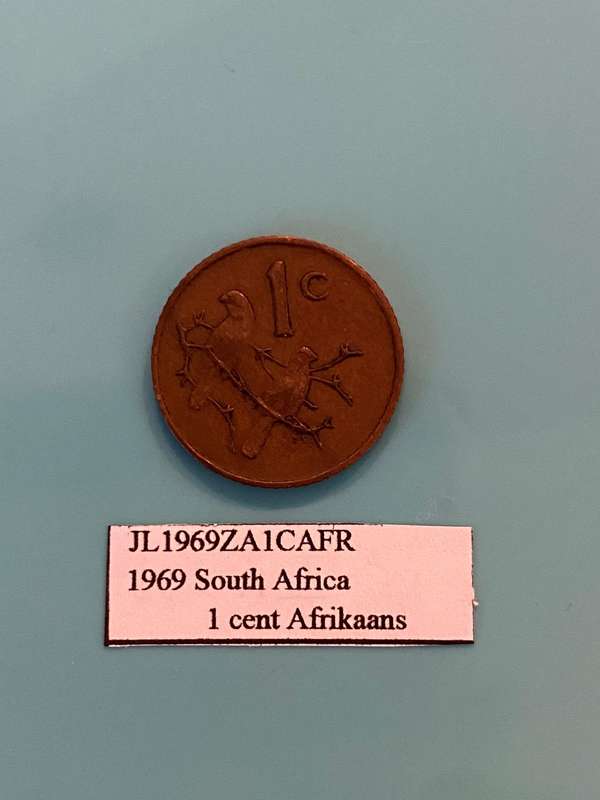 1c
JL1969ZA1CAFR
1969 South Africa
1 cent Afrikaans